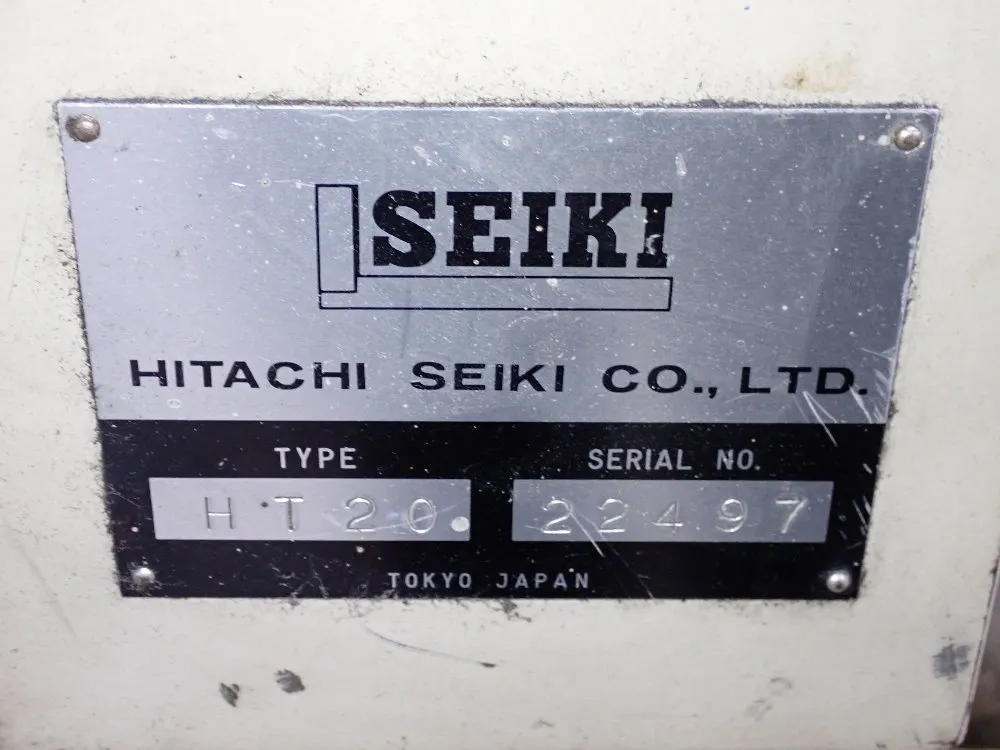 SEIKI
HITACHI SEIKI CO., LTD.
TYPE SERIAL NO.
HT20 22497
TOKYO JAPAN